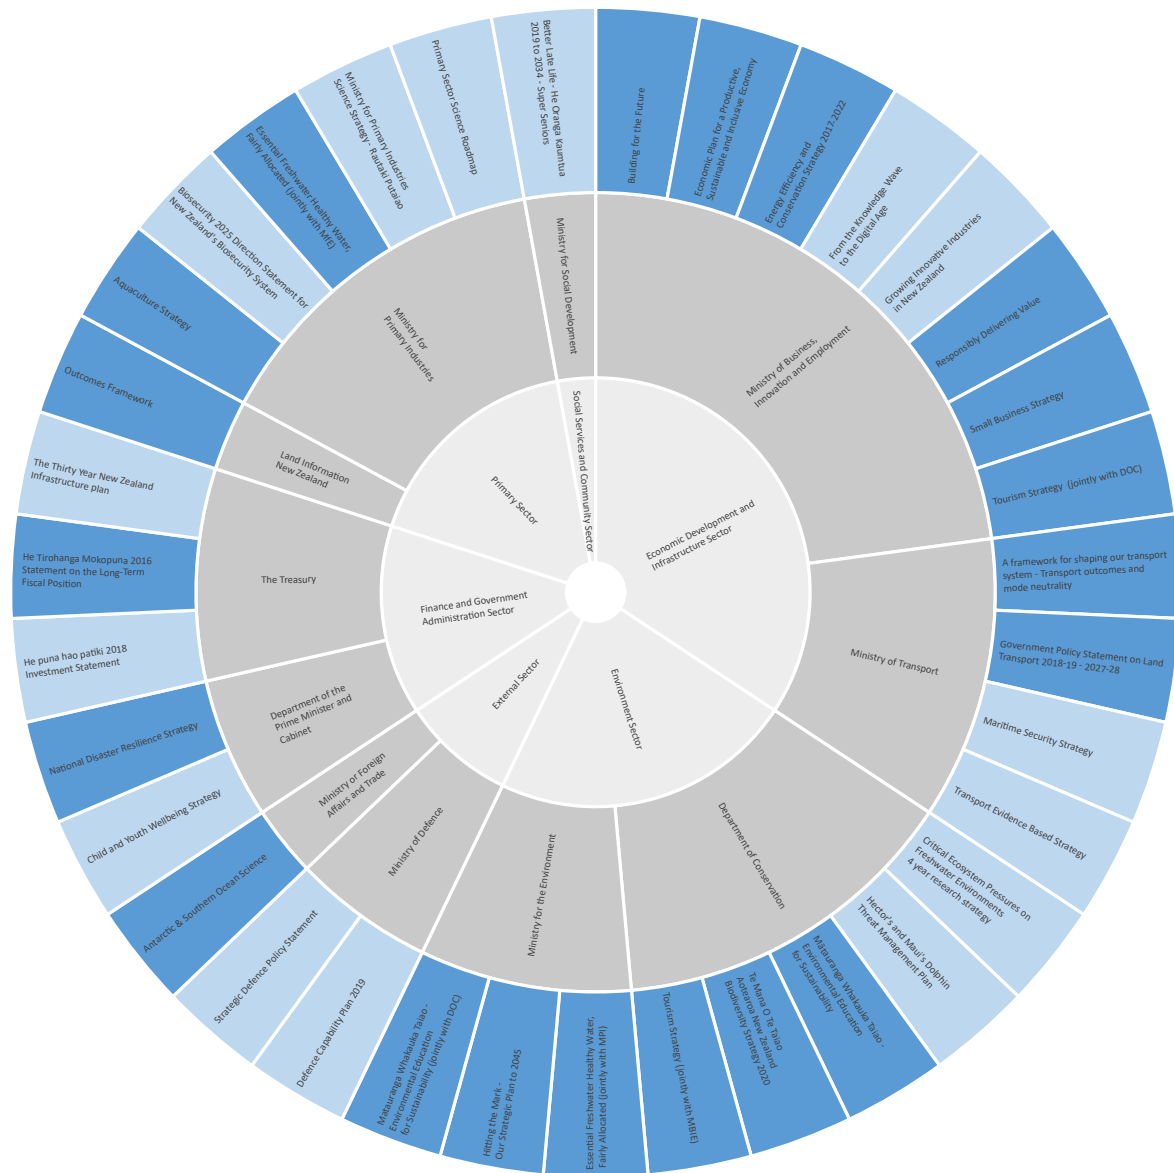 Building for the Future
Economic Plan for a Productive,
Sustainable and Inclusive Economy
Energy Efficiency and
Conservation Strategy 2017-2022
From the Knowledge Wave
to the Digital Age
Growing Innovative Industries
in New Zealand
Responsibly Delivering Value
Small Business Strategy
Tourism Strategy (jointly with DOC)
A framework for shaping our transport
system - Transport outcomes and
mode neutrality
Government Policy Statement on Land
Transport 2018-19 - 2027-28
Maritime Security Strategy
Transport Evidence Based Strategy
Critical Ecosystem Pressures on
Freshwater Environments
4 year research strategy
Hector's and Maui's Dolphin
Threat Management Plan
Mātauranga Whakauka Taiao -
Environmental Education
for Sustainability
Te Mana O Te Taiao
Aotearoa New Zealand
Biodiversity Strategy 2020
Tourism Strategy (jointly with MBIE)
Essential Freshwater Healthy Water,
Fairly Allocated (jointly with MPI)
Hitting the Mark -
Our Strategic Plan to 2045
Matauranga Whakauka Taiao -
Environmental Education
for Sustainability (jointly with DOC)
Defence Capability Plan 2019
Strategic Defence Policy Statement
Antarctic & Southern Ocean Science
Child and Youth Wellbeing Strategy
National Disaster Resilience Strategy
He puna hao patiki 2018
Investment Statement
He Tirohanga Mokopuna 2016
Statement on the Long-Term
Fiscal Position
The Thirty Year New Zealand
Infrastructure plan
Outcomes Framework
Aquaculture Strategy
Biosecurity 2025 Direction Statement for
New Zealand's Biosecurity System
Essential Freshwater Healthy Water,
Fairly Allocated (jointly with MfE)
Ministry for Primary Industries
Science Strategy - Rautaki Putaiao
Primary Sector Science Roadmap
Better Late Life - He Oranga Kaumtua
2019 to 2034 - Super Seniors
Ministry of Business,
Innovation and Employment
Ministry of Transport
Department of Conservation
Ministry for the Environment
Ministry of Defence
Ministry or Foreign
Affairs and Trade
Department of the
Prime Minister and
Cabinet
The Treasury
Land Information
New Zealand
Ministry for
Primary Industries
Ministry for Social Development
Economic Development and
Infrastructure Sector
Environment Sector
External Sector
Finance and Government
Administration Sector
Primary Sector
Social Services and Community Sector